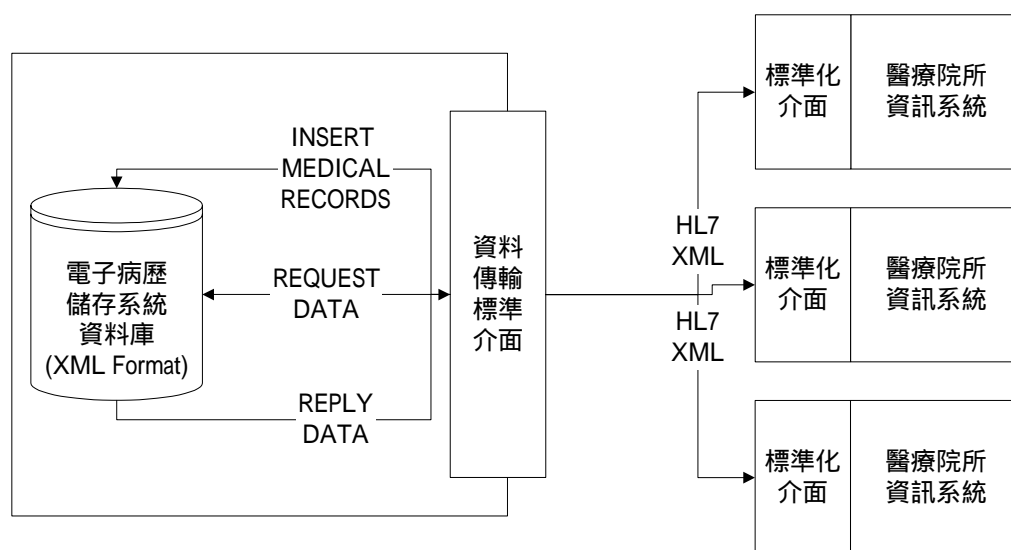 INSERT
MEDICAL
RECORDS
電子病歷
儲存系統
資料庫
(XML Format)
REQUEST
DATA
REPLY
DATA
資料
傳輸
標準
介面
HL7
XML
HL7
XML
標準化
介面
醫療院所
資訊系統
標準化
介面
醫療院所
資訊系統
標準化
介面
醫療院所
資訊系統